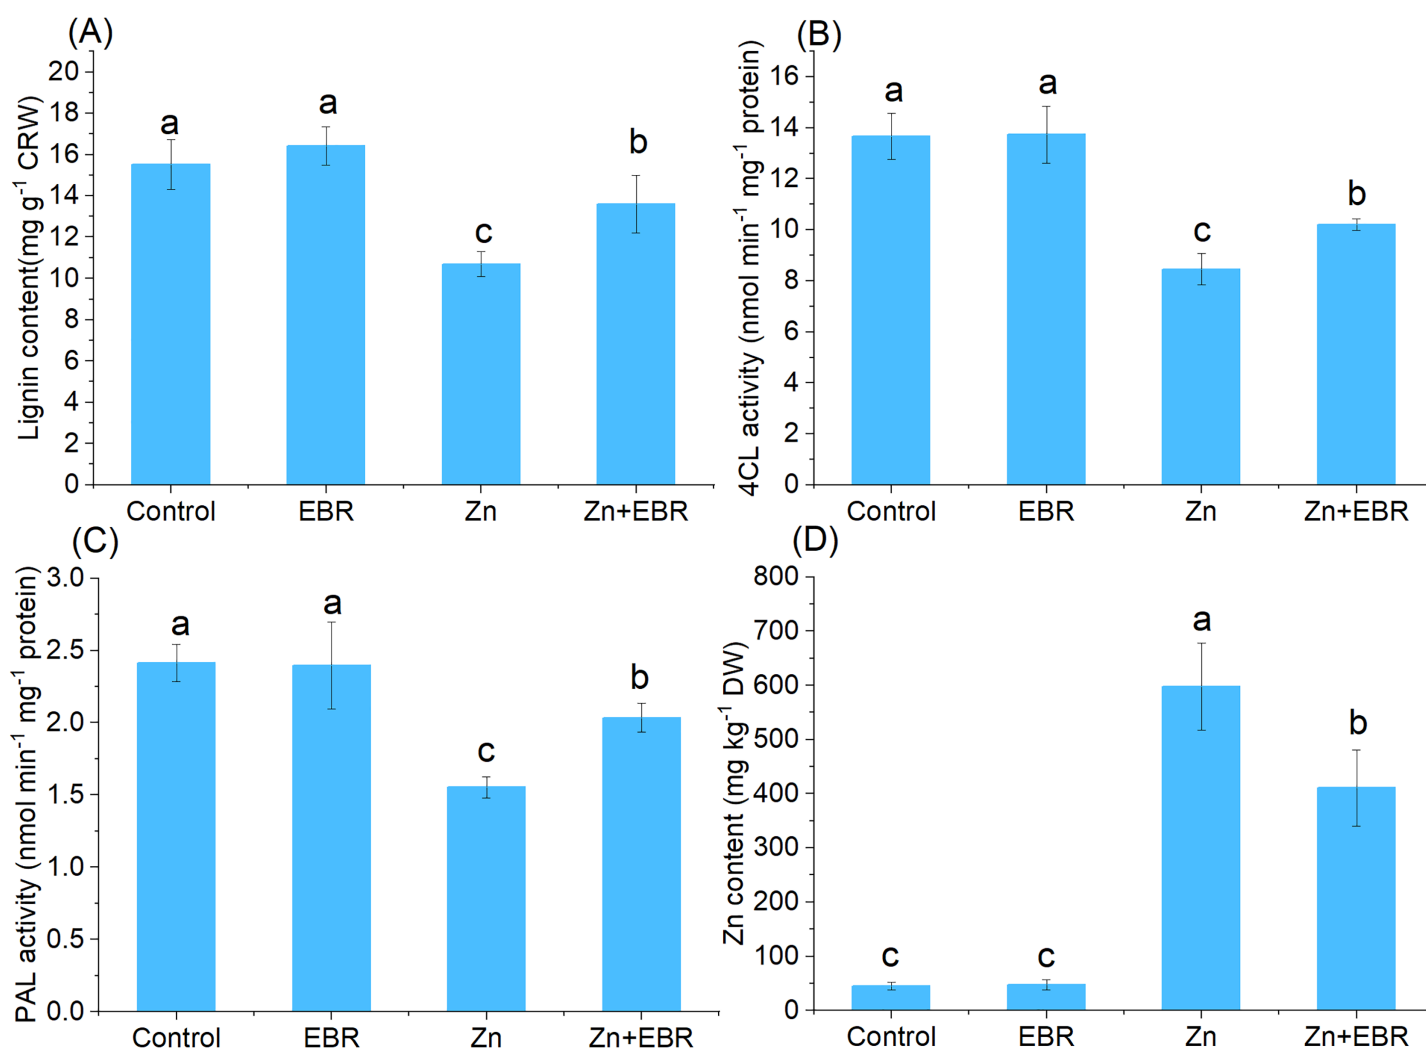 (A)
Lignin content(mg g⁻¹ CRW)
20
18
16
14
12
10
8
6
4
2
0
a
a
c
b
Control EBR Zn Zn+EBR
(B)
4CL activity (nmol min⁻¹ mg⁻¹ protein)
16
14
12
10
8
6
4
2
0
a
a
c
b
Control EBR Zn Zn+EBR
(C)
PAL activity (nmol min⁻¹ mg⁻¹ protein)
3.0
2.5
2.0
1.5
1.0
0.5
0.0
a
a
c
b
Control EBR Zn Zn+EBR
(D)
Zn content (mg kg⁻¹ DW)
800
700
600
500
400
300
200
100
0
c
c
a
b
Control EBR Zn Zn+EBR